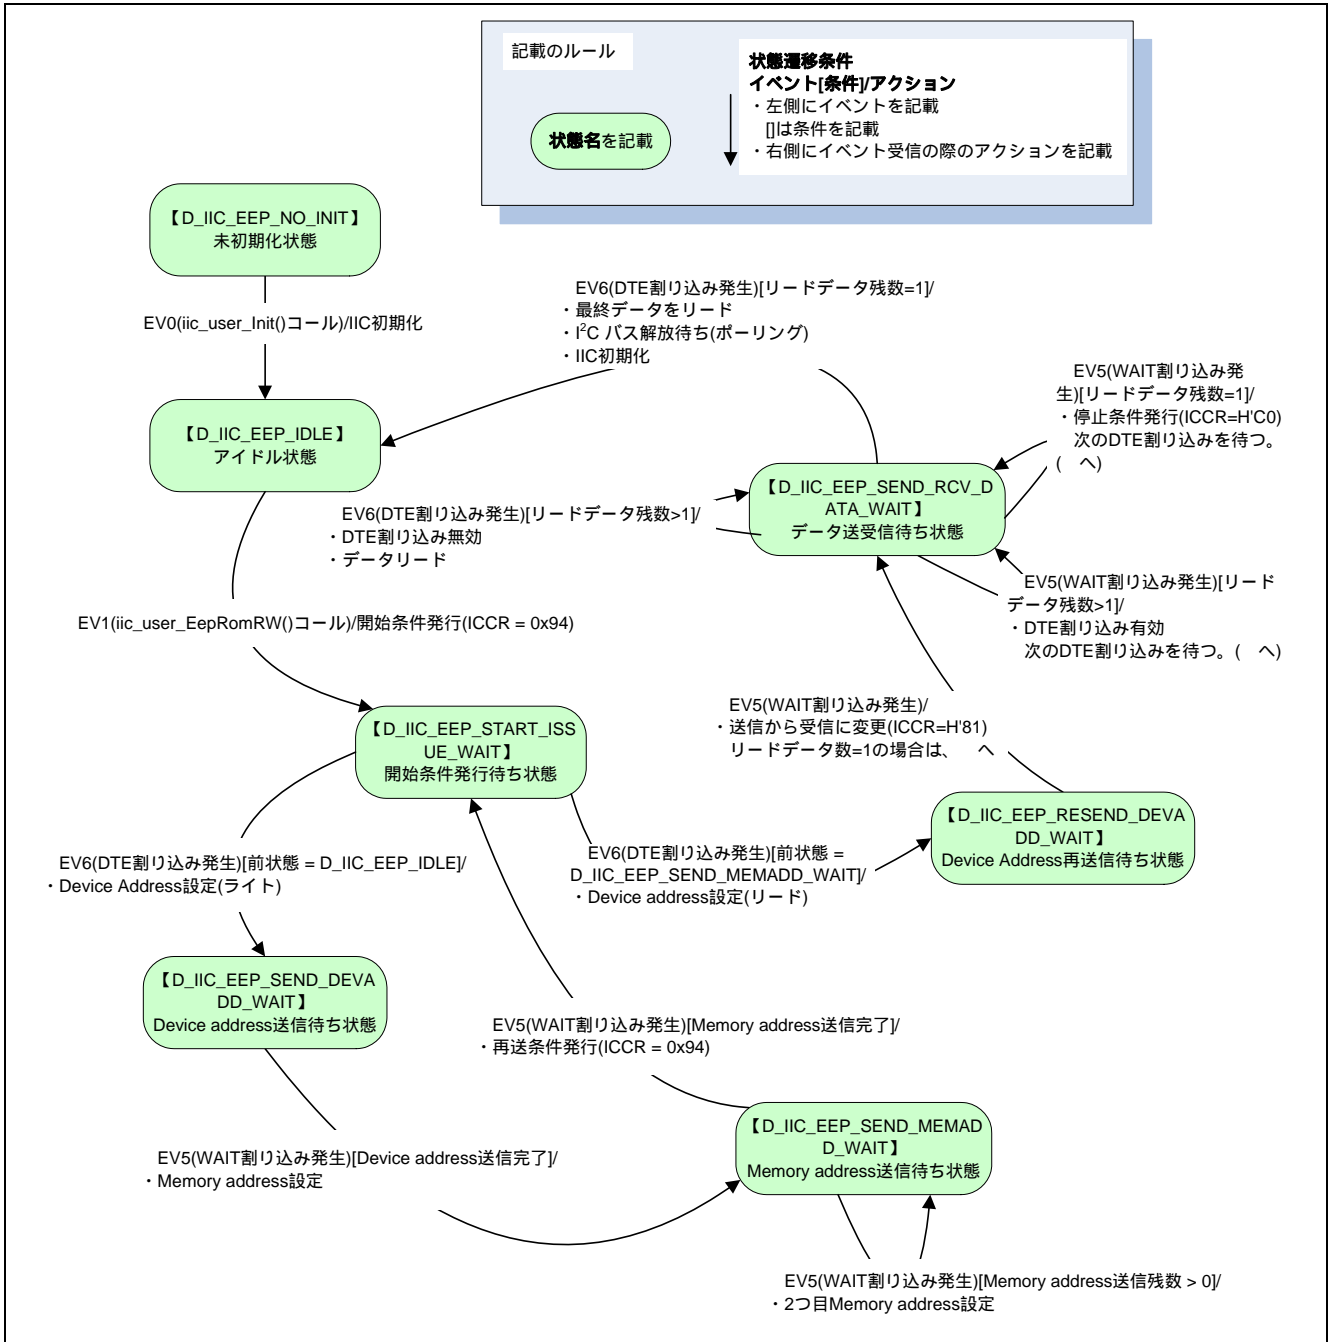 記載のルール
状態名を記載
状態遷移条件
イベント[条件]/アクション
・左側にイベントを記載
[]は条件を記載
・右側にイベント受信の際のアクションを記載
【D_IIC_EEP_NO_INIT】
未初期化状態
EV0(iic_user_Init()コール)/IIC初期化
EV6(DTE割り込み発生)[リードデータ残数=1]/
・最終データをリード
・I²C バス解放待ち(ポーリング)
・IIC初期化
EV5(WAIT割り込み発
生)[リードデータ残数=1]/
・停止条件発行(ICCR=H'C0)
次のDTE割り込みを待つ。
(　へ)
【D_IIC_EEP_IDLE】
アイドル状態
【D_IIC_EEP_SEND_RCV_D
ATA_WAIT】
データ送受信待ち状態
EV6(DTE割り込み発生)[リードデータ残数>1]/
・DTE割り込み無効
・データリード
EV5(WAIT割り込み発生)[リード
データ残数>1]/
・DTE割り込み有効
次のDTE割り込みを待つ。(　へ)
EV1(iic_user_EepRomRW()コール)/開始条件発行(ICCR = 0x94)
EV5(WAIT割り込み発生)/
・送信から受信に変更(ICCR=H'81)
リードデータ数=1の場合は、　へ
【D_IIC_EEP_START_ISS
UE_WAIT】
開始条件発行待ち状態
【D_IIC_EEP_RESEND_DEVA
DD_WAIT】
Device Address再送信待ち状態
EV6(DTE割り込み発生)[前状態 = D_IIC_EEP_IDLE]/
・Device Address設定(ライト)
EV6(DTE割り込み発生)[前状態 =
D_IIC_EEP_SEND_MEMADD_WAIT]/
・Device address設定(リード)
【D_IIC_EEP_SEND_DEVA
DD_WAIT】
Device address送信待ち状態
EV5(WAIT割り込み発生)[Memory address送信完了]/
・再送条件発行(ICCR = 0x94)
【D_IIC_EEP_SEND_MEMAD
D_WAIT】
Memory address送信待ち状態
EV5(WAIT割り込み発生)[Device address送信完了]/
・Memory address設定
EV5(WAIT割り込み発生)[Memory address送信残数 > 0]/
・2つ目Memory address設定